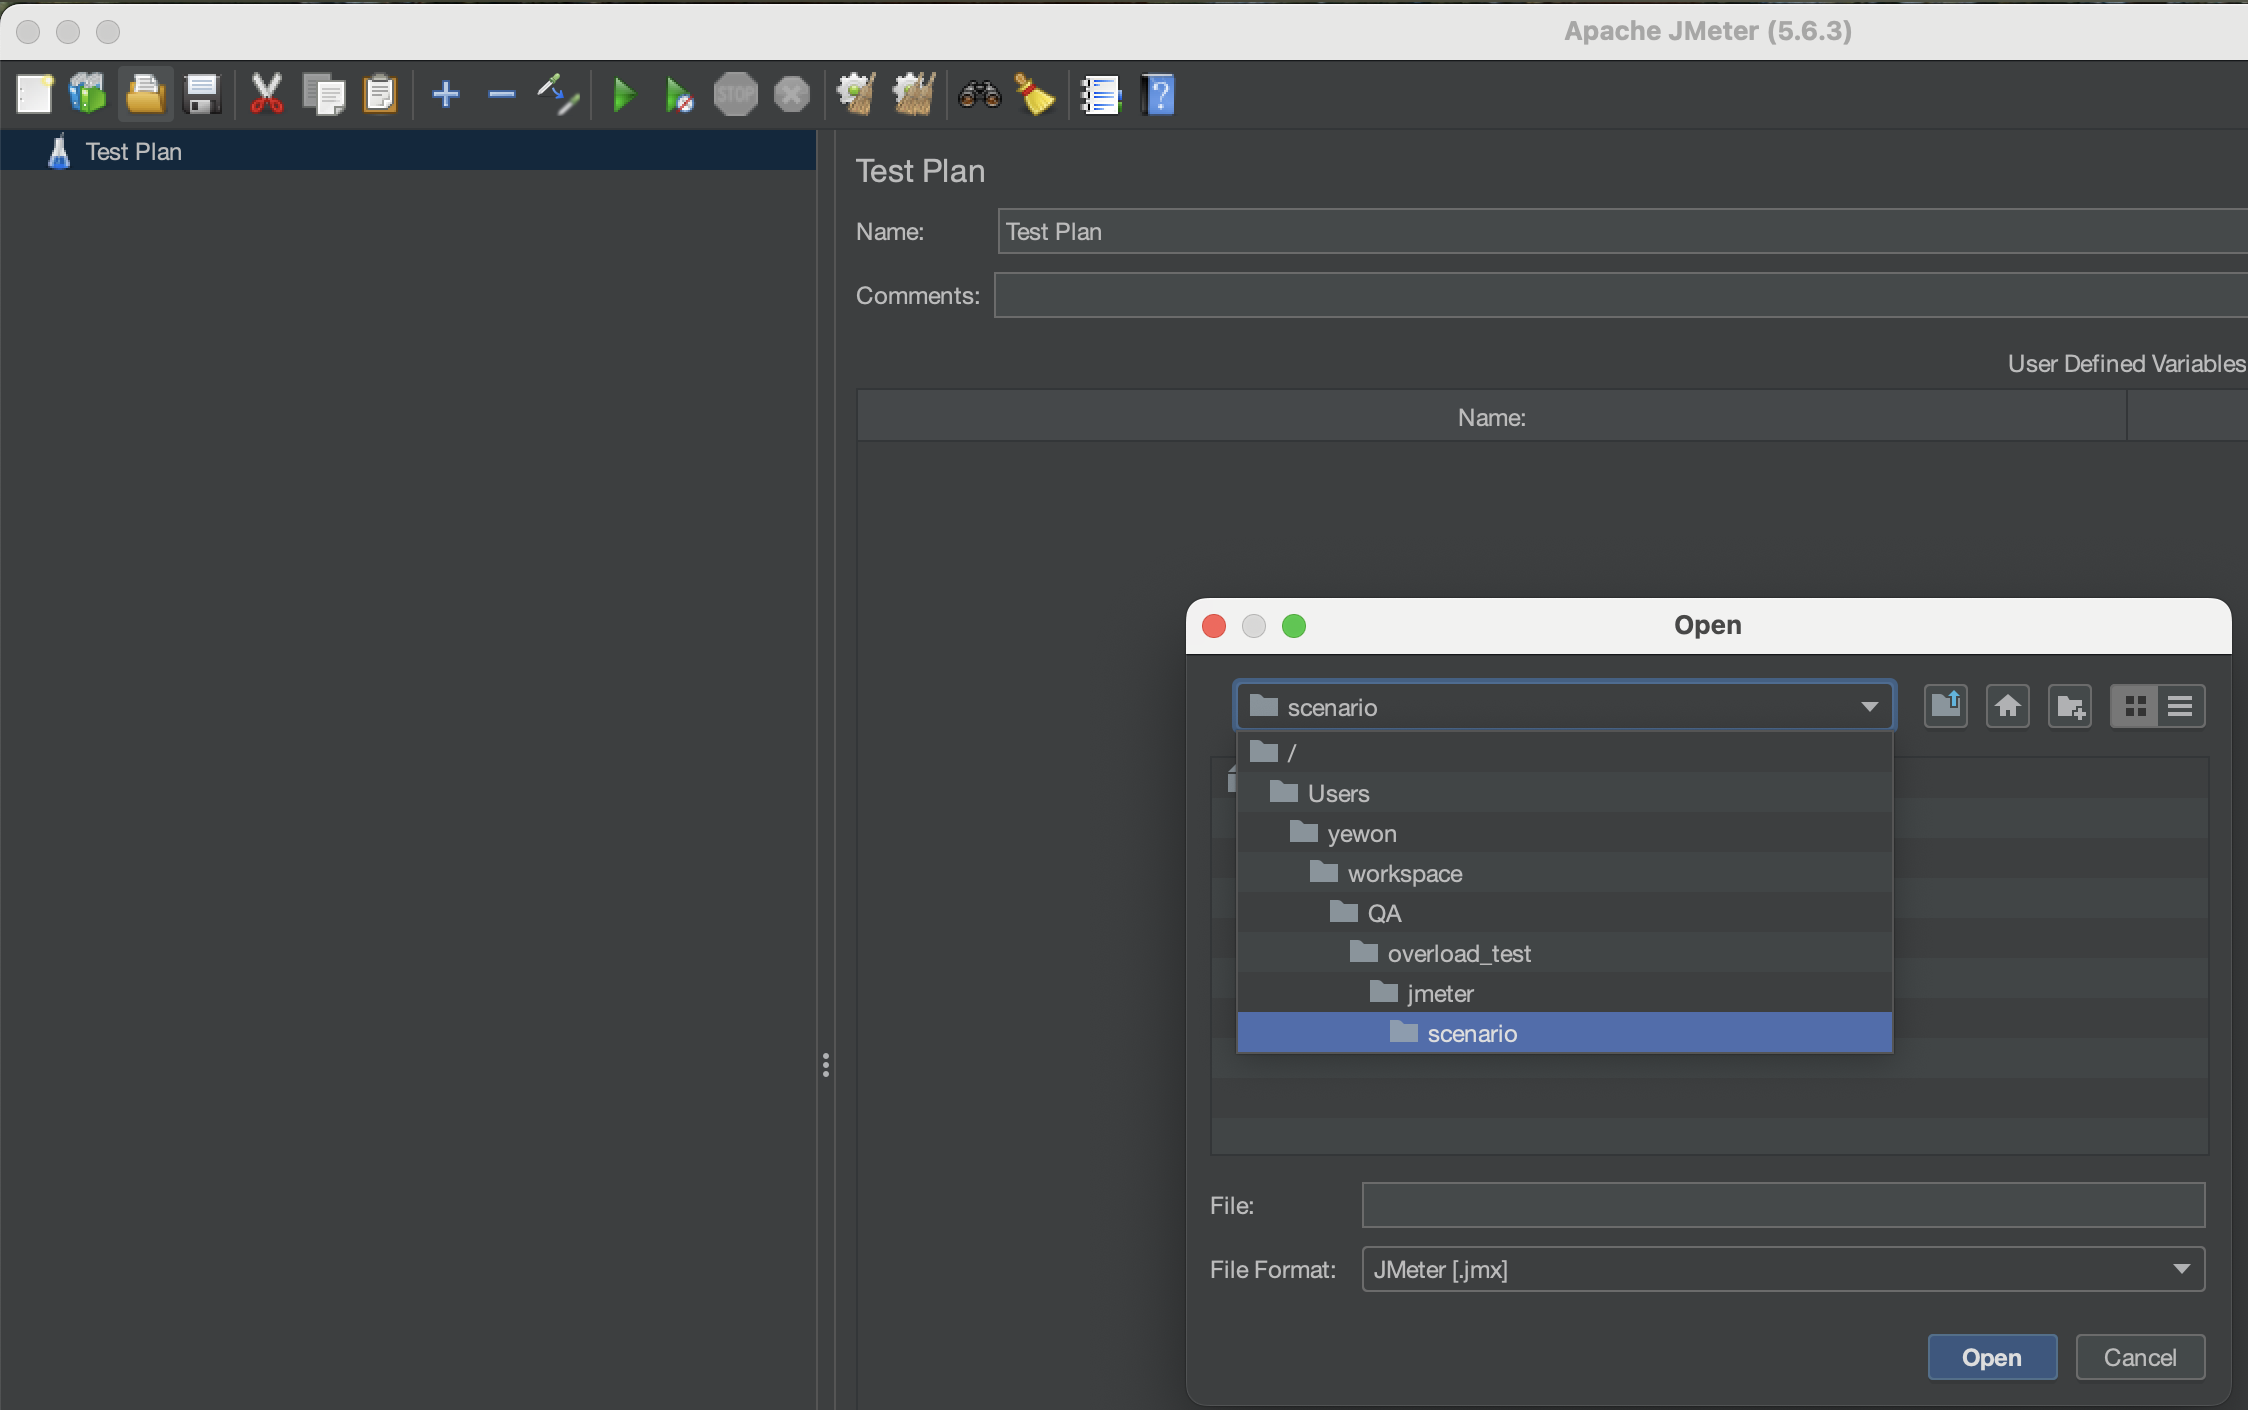 Apache JMeter (5.6.3)
STOP
?
Test Plan
Test Plan
Name:
Test Plan
Comments:
User Defined Variables
Name:
Open
scenario
/
Users
yewon
workspace
QA
overload_test
jmeter
scenario
File:
File Format:
JMeter [.jmx]
Open
Cancel